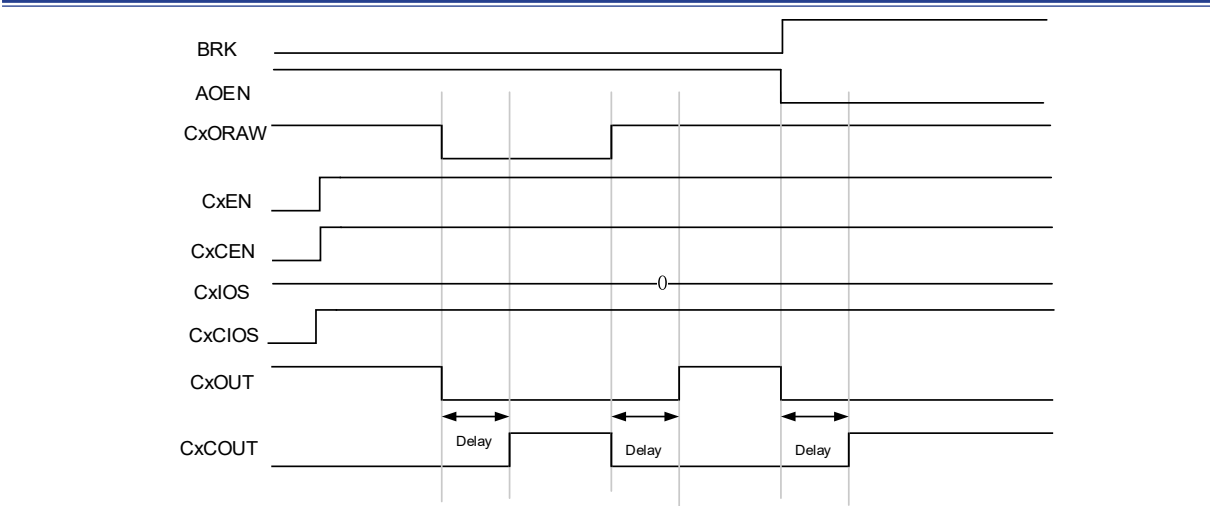 BRK
AOEN
CxORAW
CxEN
CxCEN
CxIOS
0
CxCIOS
CxOUT
CxCOUT
Delay
Delay
Delay